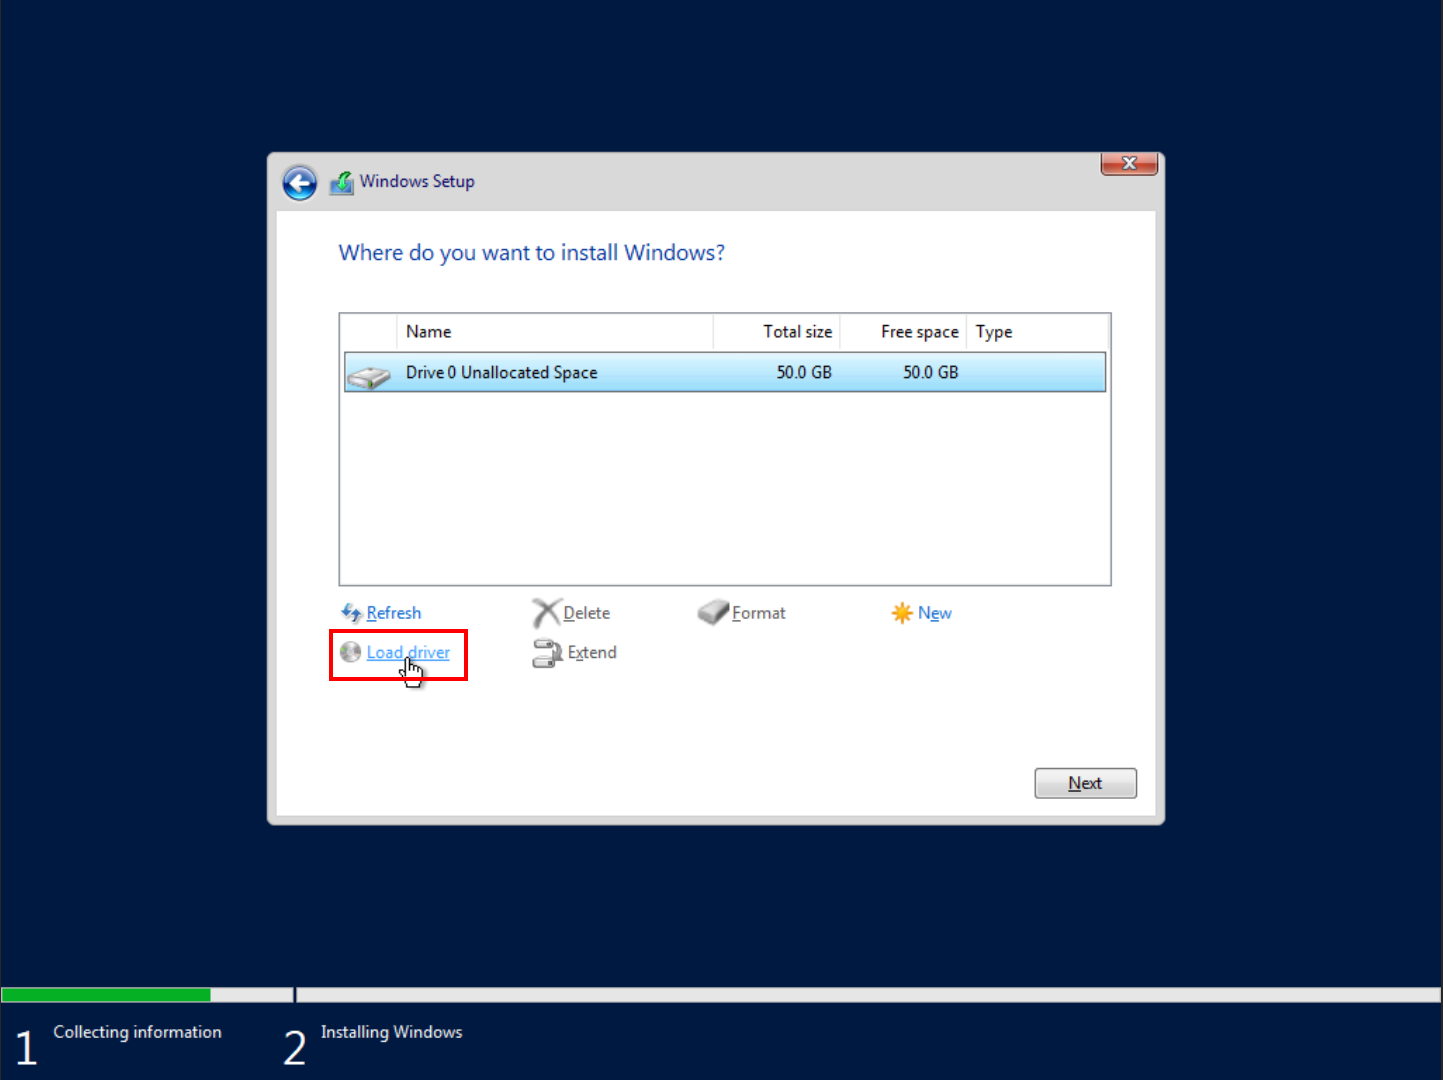 Windows Setup
Where do you want to install Windows?
Name Total size Free space Type
Drive 0 Unallocated Space 50.0 GB 50.0 GB
Refresh Delete Format New
Load driver Extend
Next
1 Collecting information 2 Installing Windows